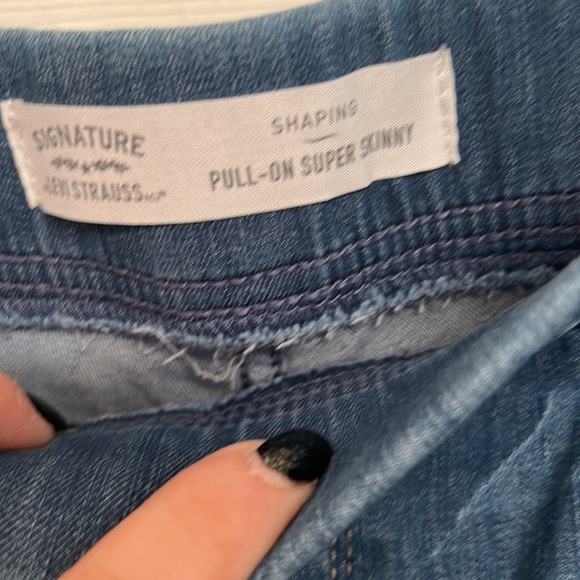 SIGNATURE
LEVI STRAUSS
SHAPING
PULL-ON SUPER SKINNY